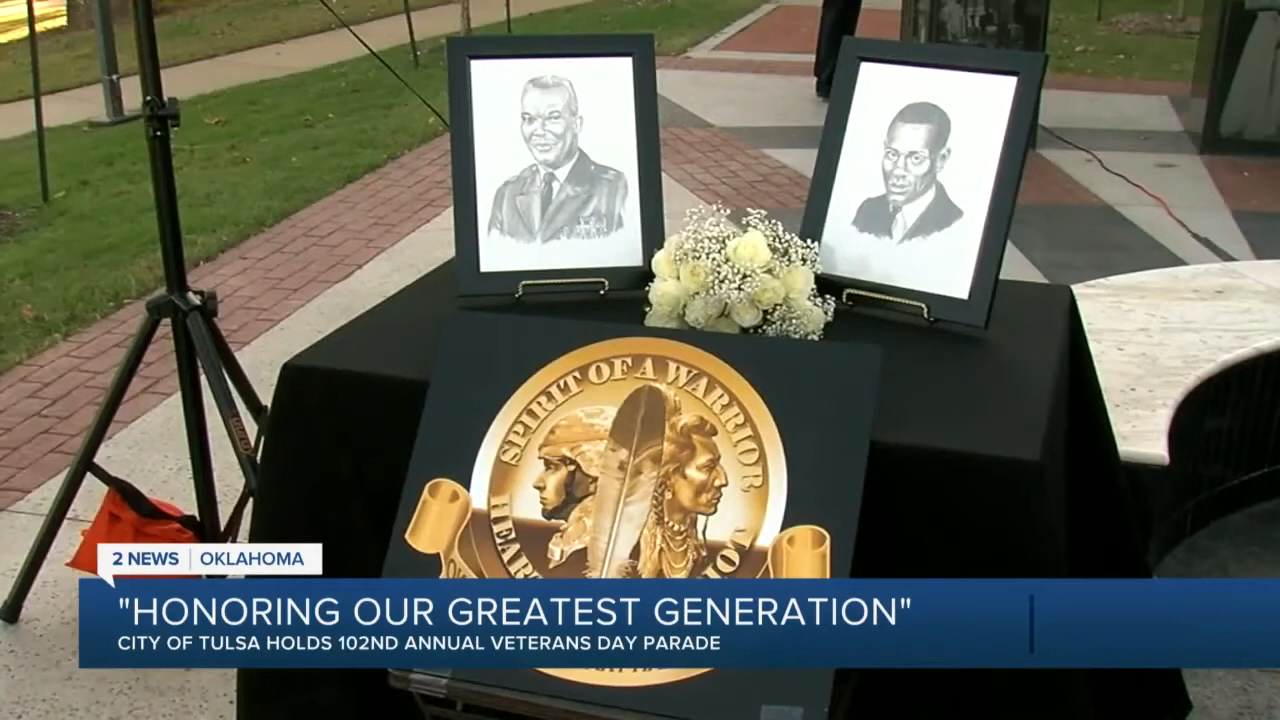 SPIRIT OF A WARRIOR
2 NEWS OKLAHOMA
"HONORING OUR GREATEST GENERATION"
CITY OF TULSA HOLDS 102ND ANNUAL VETERANS DAY PARADE